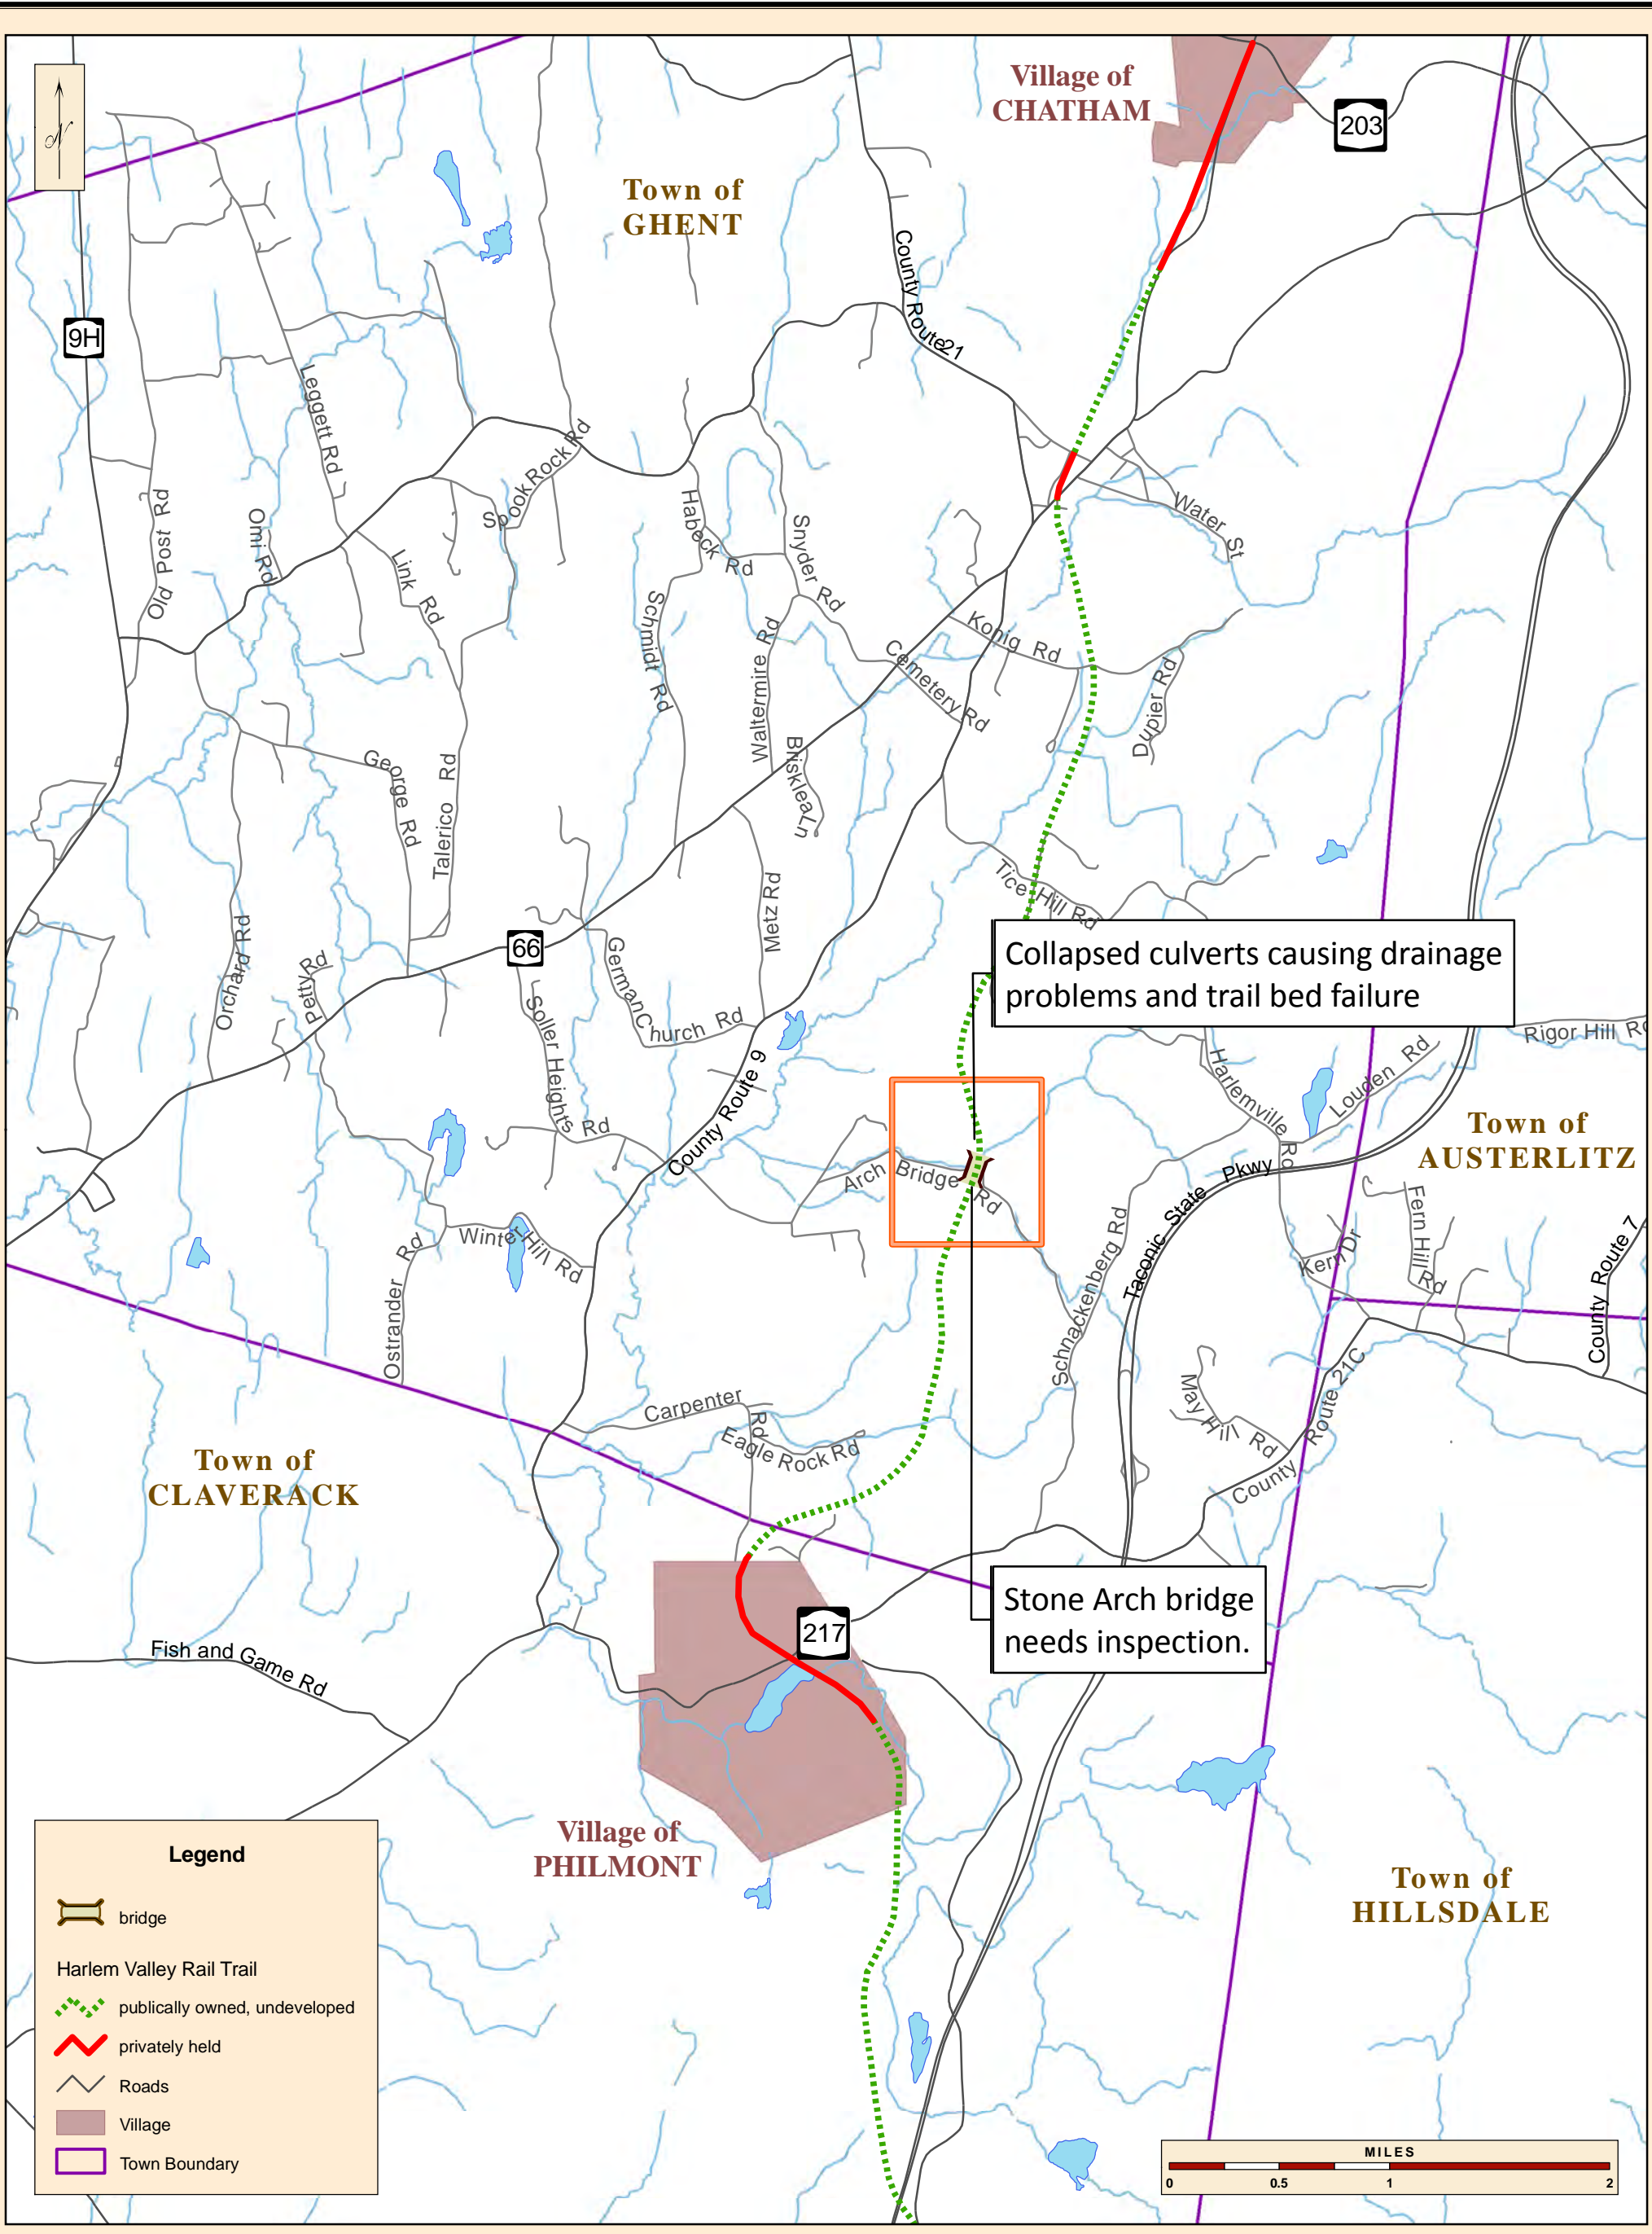 N
Village of
CHATHAM
203
Town of
GHENT
County Route 21
9H
Leggett Rd
Spook Rock Rd
Old Post Rd
Omi Rd
Link Rd
Habeck Rd
Snyder Rd
Water St
Schmidt Rd
Waltermire Rd
Konig Rd
Cemetery Rd
Dupier Rd
Brisklea Ln
George Rd
Talerico Rd
Metz Rd
Tice Hill Rd
Orchard Rd
Petty Rd
66
German Church Rd
Soller Heights Rd
Collapsed culverts causing drainage
problems and trail bed failure
Rigor Hill Rd
Harlemville Rd
Louden Rd
County Route 9
Town of
AUSTERLITZ
Arch Bridge Rd
Taconic State Pkwy
Fern Hill Rd
Kern Dr
County Route 7
Winter Hill Rd
Ostrander Rd
Schnackenberg Rd
May Hill Rd
County Route 21C
Carpenter Rd
Eagle Rock Rd
Town of
CLAVERACK
Stone Arch bridge
needs inspection.
217
Fish and Game Rd
Village of
PHILMONT
Town of
HILLSDALE
Legend
bridge
Harlem Valley Rail Trail
publically owned, undeveloped
privately held
Roads
Village
Town Boundary
MILES
0 0.5 1 2